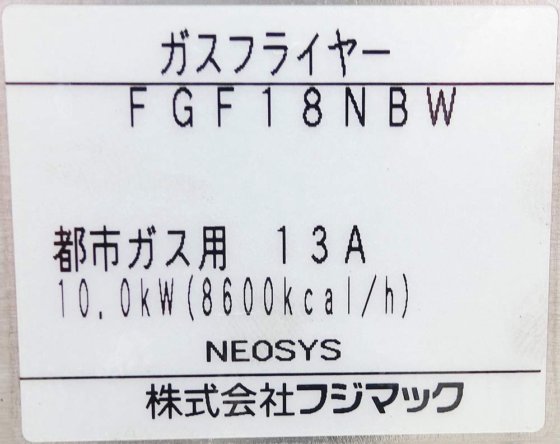 ガスフライヤー
FGF18NBW
都市ガス用 13A
10.0kW(8600kcal/h)
NEOSYS
株式会社フジマック